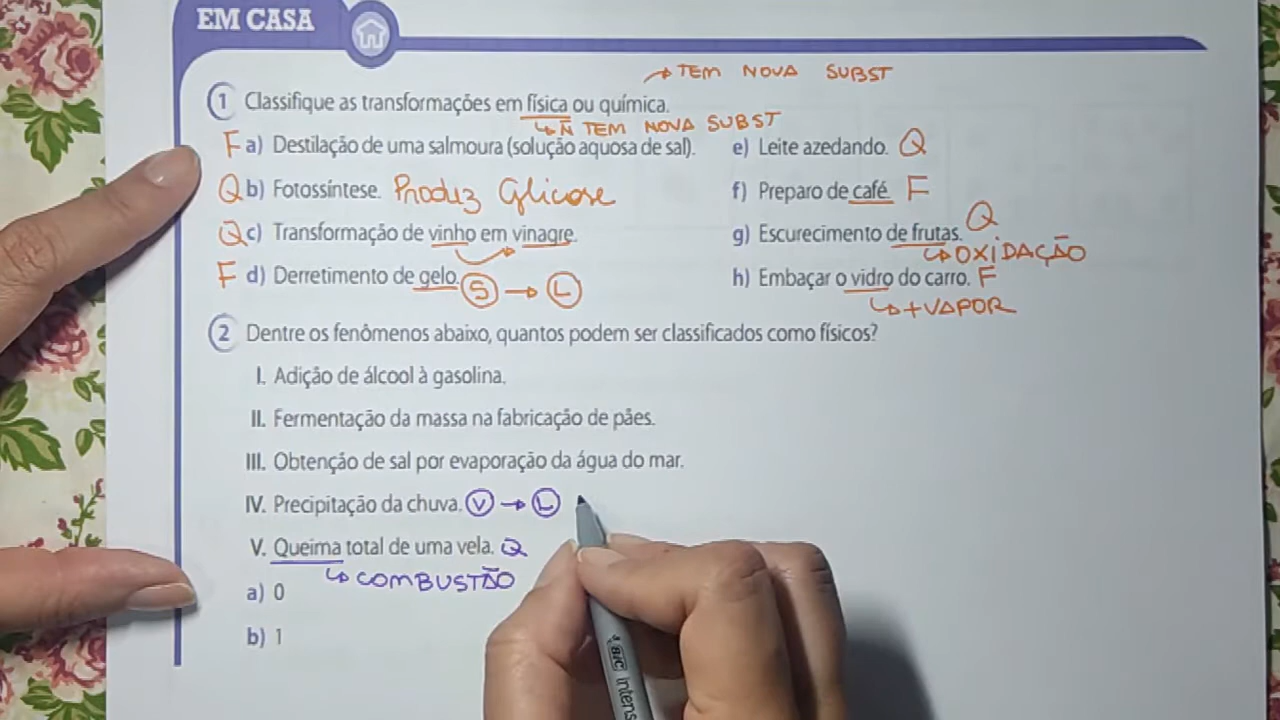 EM CASA
→ TEM NOVA SUBST
1 Classifique as transformações em física ou química.
↳ Ñ TEM NOVA SUBST
F a) Destilação de uma salmoura (solução aquosa de sal).
Q b) Fotossíntese. Produz Glicose
Q c) Transformação de vinho em vinagre.
F d) Derretimento de gelo. S → L
e) Leite azedando. Q
f) Preparo de café. F
g) Escurecimento de frutas. Q
↳ OXIDAÇÃO
h) Embaçar o vidro do carro. F
↳ +VAPOR
2 Dentre os fenômenos abaixo, quantos podem ser classificados como físicos?
I. Adição de álcool à gasolina.
II. Fermentação da massa na fabricação de pães.
III. Obtenção de sal por evaporação da água do mar.
IV. Precipitação da chuva. V → L
V. Queima total de uma vela. Q
↳ COMBUSTÃO
a) 0
b) 1
BIC intens